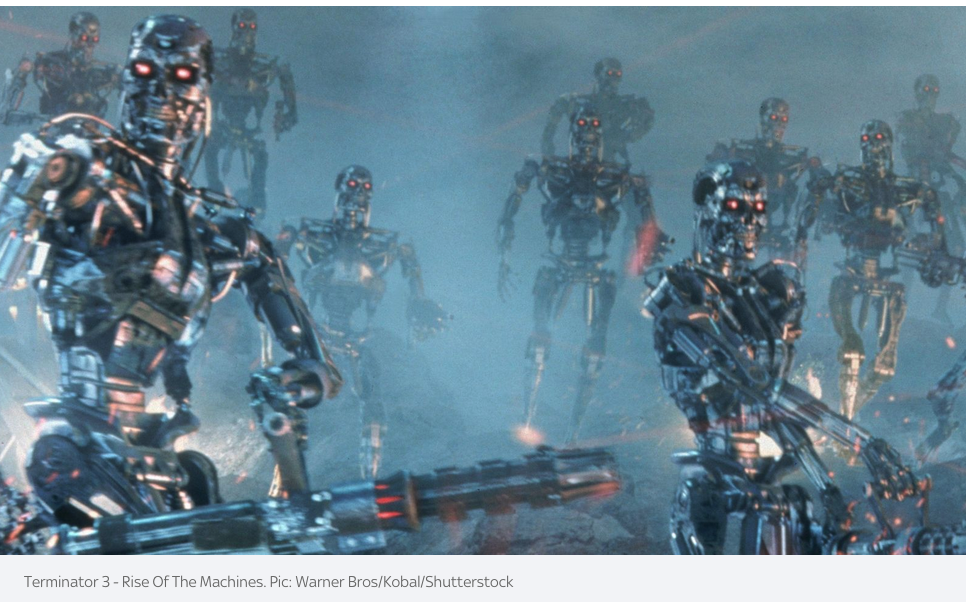 Terminator 3 - Rise Of The Machines. Pic: Warner Bros/Kobal/Shutterstock